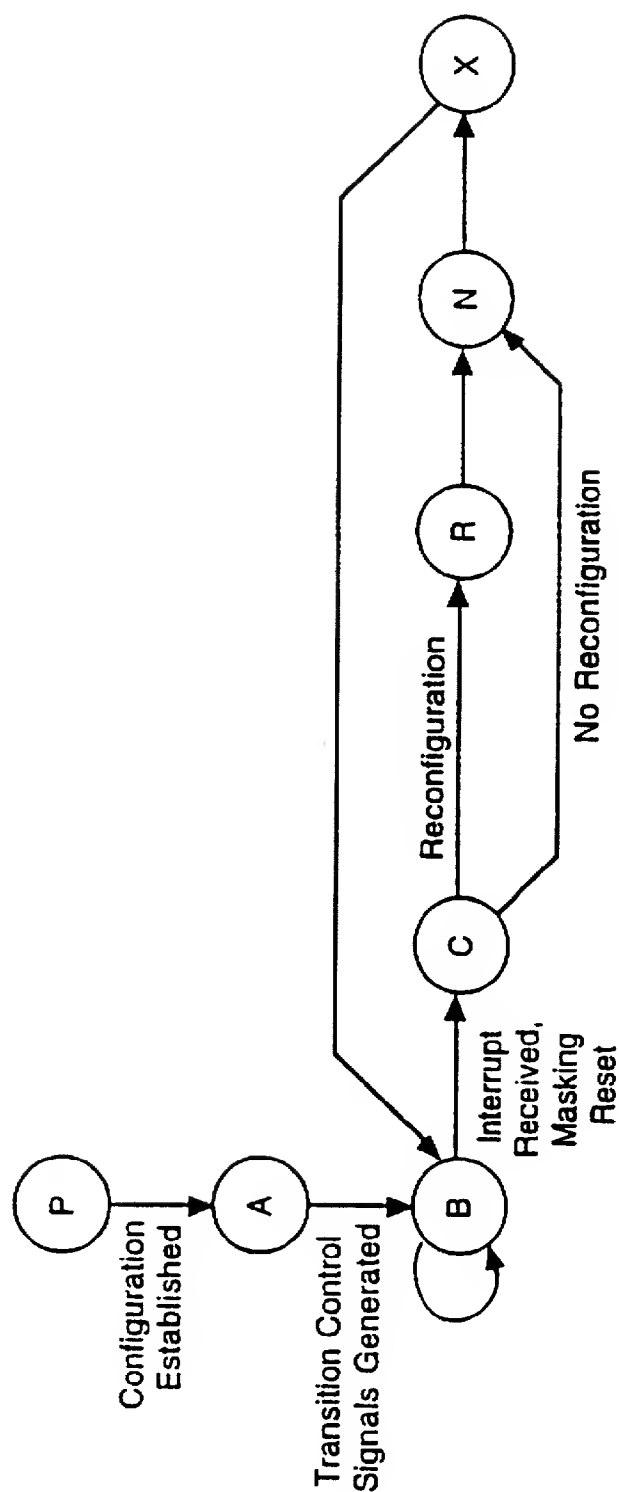 P
Configuration
Established
A
Transition Control
Signals Generated
B
Interrupt
Received,
Masking
Reset
C
Reconfiguration
R
No Reconfiguration
N
X